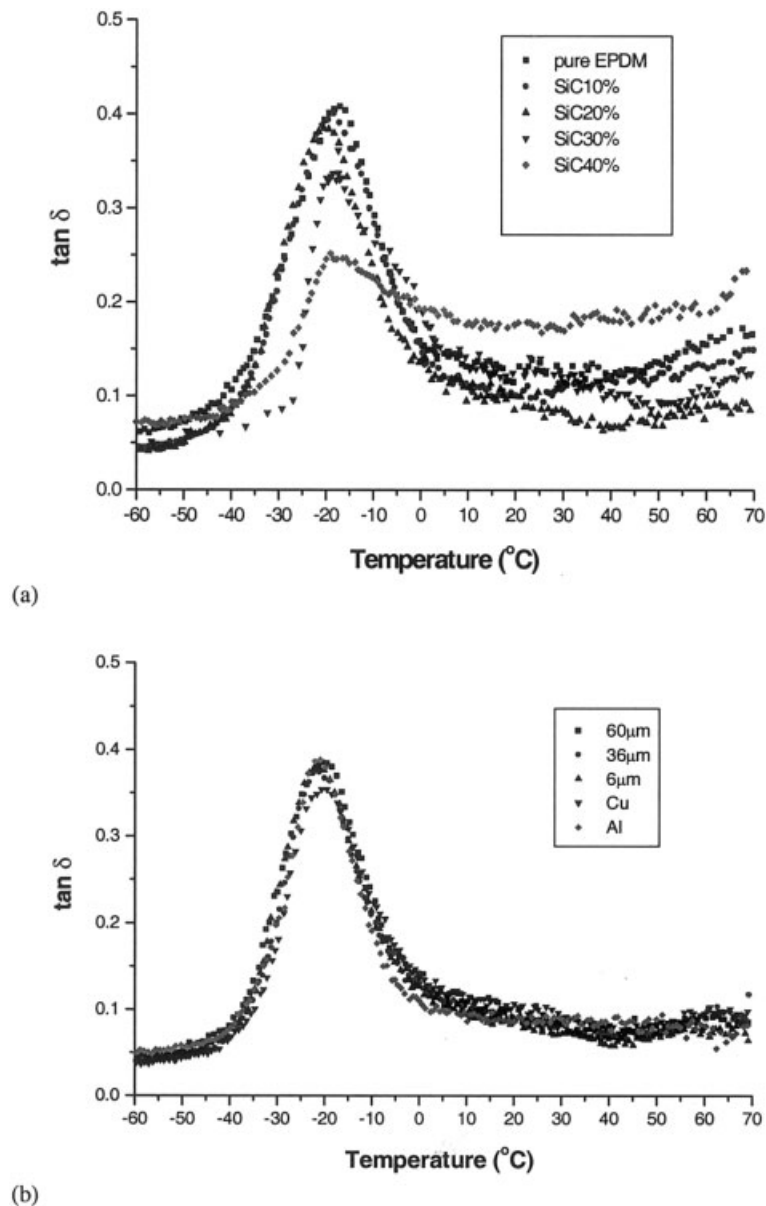 0.5
0.4
0.3
0.2
0.1
0.0
tan δ
pure EPDM
SiC10%
SiC20%
SiC30%
SiC40%
-60 -50 -40 -30 -20 -10 0 10 20 30 40 50 60 70
Temperature (°C)
(a)
0.5
0.4
0.3
0.2
0.1
0.0
tan δ
60μm
36μm
6μm
Cu
Al
-60 -50 -40 -30 -20 -10 0 10 20 30 40 50 60 70
Temperature (°C)
(b)